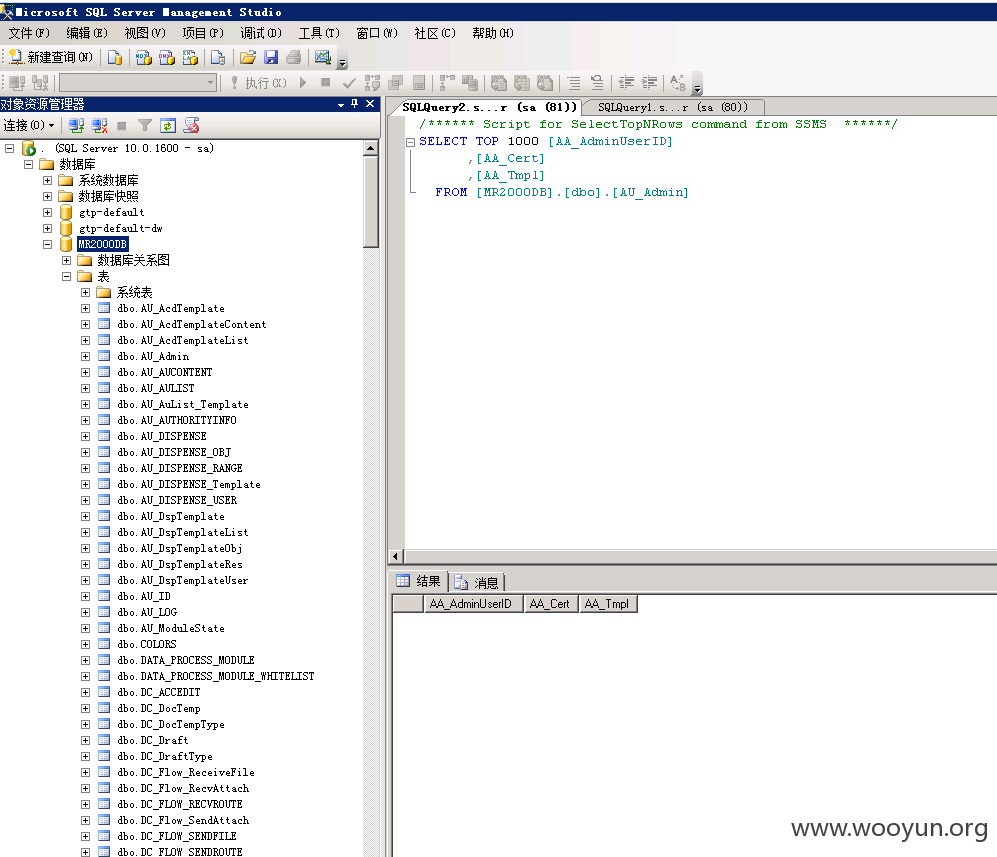 Microsoft SQL Server Management Studio
文件(F) 编辑(E) 视图(V) 项目(P) 调试(D) 工具(T) 窗口(W) 社区(C) 帮助(H)
新建查询(N)
执行(X)
对象资源管理器
连接(O)
. (SQL Server 10.0.1600 - sa)
数据库
系统数据库
数据库快照
gtp-default
gtp-default-dw
MR2000DB
数据库关系图
表
系统表
dbo.AU_AcdTemplate
dbo.AU_AcdTemplateContent
dbo.AU_AcdTemplateList
dbo.AU_Admin
dbo.AU_AUCONTENT
dbo.AU_AULIST
dbo.AU_AuList_Template
dbo.AU_AUTHORITYINFO
dbo.AU_DISPENSE
dbo.AU_DISPENSE_OBJ
dbo.AU_DISPENSE_RANGE
dbo.AU_DISPENSE_Template
dbo.AU_DISPENSE_USER
dbo.AU_DspTemplate
dbo.AU_DspTemplateList
dbo.AU_DspTemplateObj
dbo.AU_DspTemplateRes
dbo.AU_DspTemplateUser
dbo.AU_ID
dbo.AU_LOG
dbo.AU_ModuleState
dbo.COLORS
dbo.DATA_PROCESS_MODULE
dbo.DATA_PROCESS_MODULE_WHITELIST
dbo.DC_ACCEDIT
dbo.DC_DocTemp
dbo.DC_DocTempType
dbo.DC_Draft
dbo.DC_DraftType
dbo.DC_Flow_ReceiveFile
dbo.DC_Flow_RecvAttach
dbo.DC_FLOW_RECVROUTE
dbo.DC_Flow_SendAttach
dbo.DC_FLOW_SENDFILE
dbo.DC_FLOW_SENDROUTE
SQLQuery2.s...r (sa (81)) SQLQuery1.s...r (sa (80))
/****** Script for SelectTopNRows command from SSMS ******/
SELECT TOP 1000 [AA_AdminUserID]
,[AA_Cert]
,[AA_Tmpl]
FROM [MR2000DB].[dbo].[AU_Admin]
结果 消息
AA_AdminUserID AA_Cert AA_Tmpl
www.wooyun.org